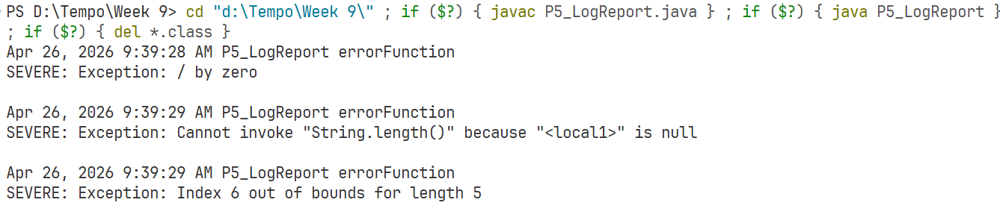 PS D:\Tempo\Week 9> cd "d:\Tempo\Week 9\" ; if ($?) { javac P5_LogReport.java } ; if ($?) { java P5_LogReport }
; if ($?) { del *.class }
Apr 26, 2026 9:39:28 AM P5_LogReport errorFunction
SEVERE: Exception: / by zero

Apr 26, 2026 9:39:29 AM P5_LogReport errorFunction
SEVERE: Exception: Cannot invoke "String.length()" because "<local1>" is null

Apr 26, 2026 9:39:29 AM P5_LogReport errorFunction
SEVERE: Exception: Index 6 out of bounds for length 5